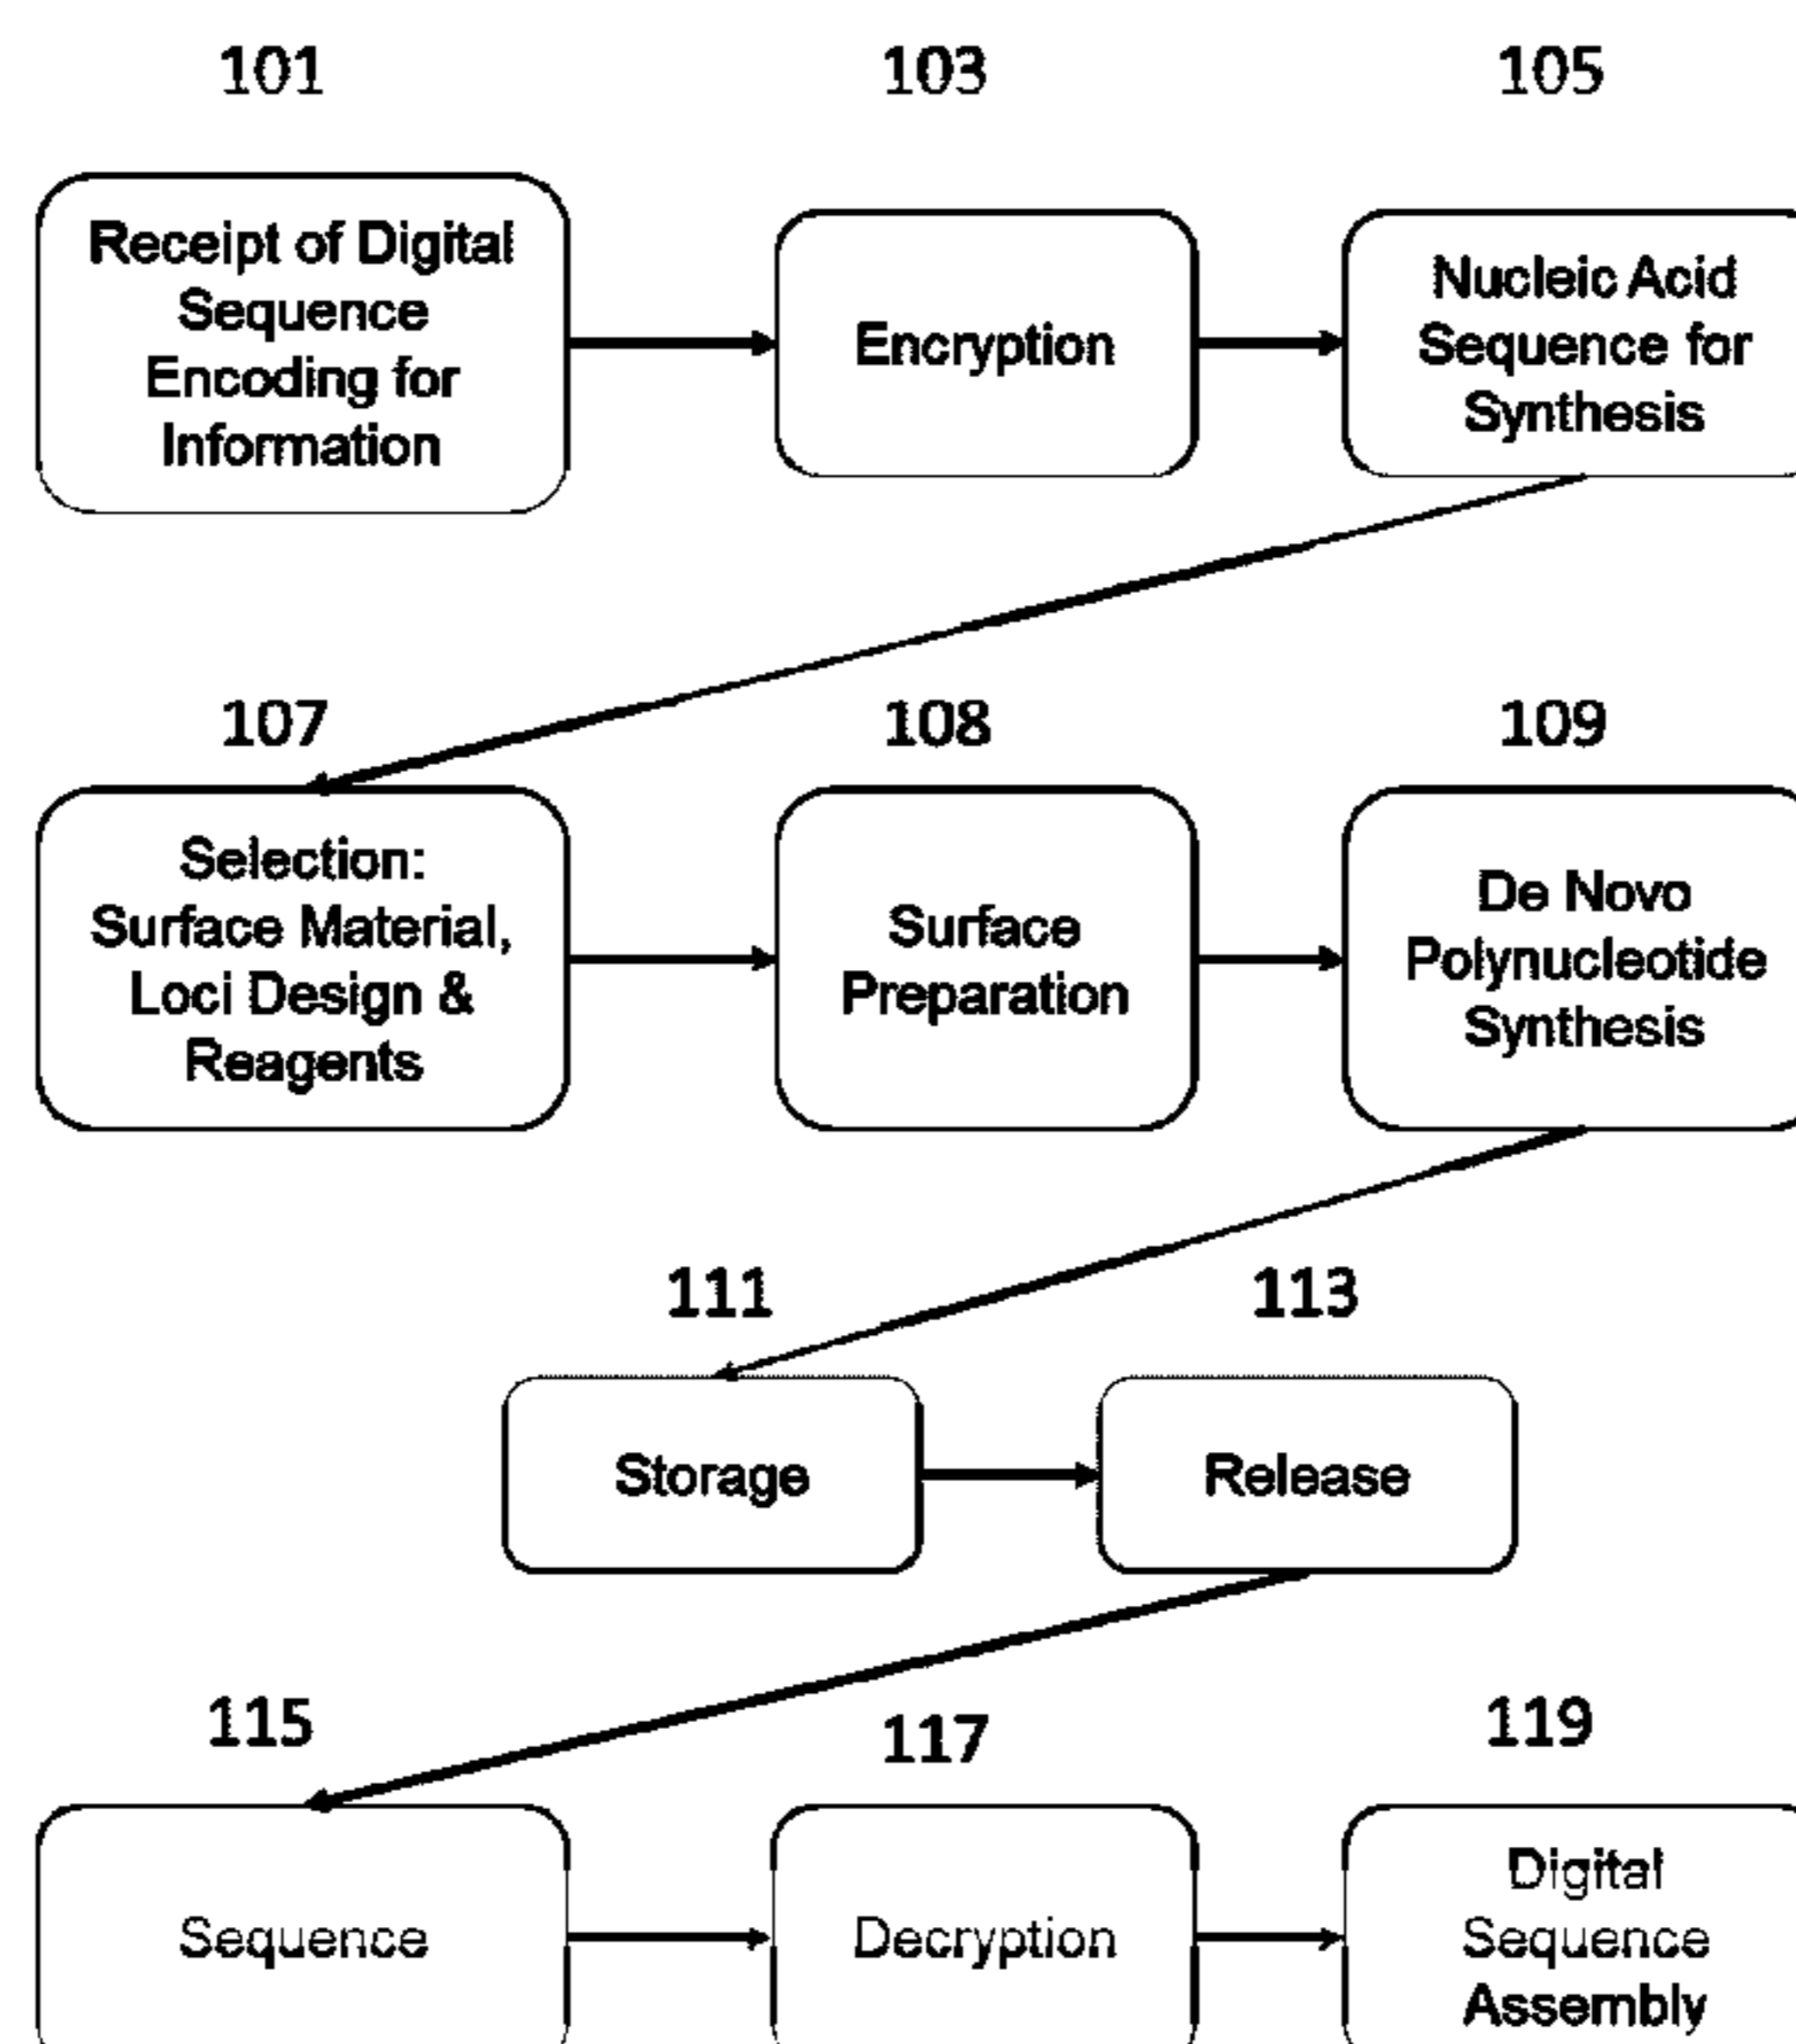 101 103 105
Receipt of Digital
Sequence
Encoding for
Information
Encryption
Nucleic Acid
Sequence for
Synthesis
107 108 109
Selection:
Surface Material,
Loci Design &
Reagents
Surface
Preparation
De Novo
Polynucleotide
Synthesis
111 113
Storage
Release
115 117 119
Sequence
Decryption
Digital
Sequence
Assembly